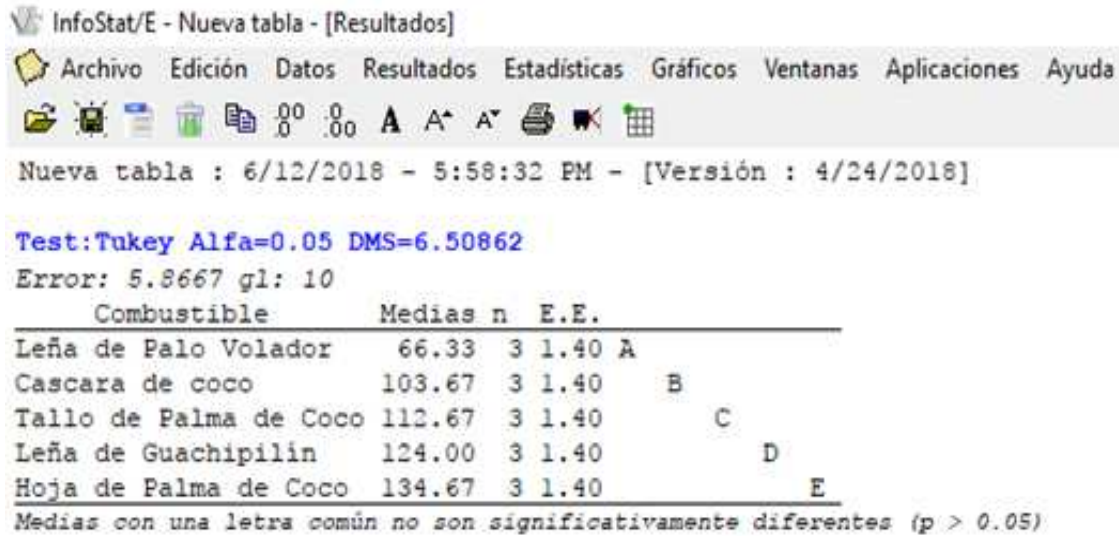 InfoStat/E - Nueva tabla - [Resultados]
Archivo Edición Datos Resultados Estadísticas Gráficos Ventanas Aplicaciones Ayuda
Nueva tabla : 6/12/2018 - 5:58:32 PM - [Versión : 4/24/2018]
Test:Tukey Alfa=0.05 DMS=6.50862
Error: 5.8667 gl: 10
Combustible Medias n E.E.
Leña de Palo Volador 66.33 3 1.40 A
Cascara de coco 103.67 3 1.40 B
Tallo de Palma de Coco 112.67 3 1.40 C
Leña de Guachipilín 124.00 3 1.40 D
Hoja de Palma de Coco 134.67 3 1.40 E
Medias con una letra común no son significativamente diferentes (p > 0.05)